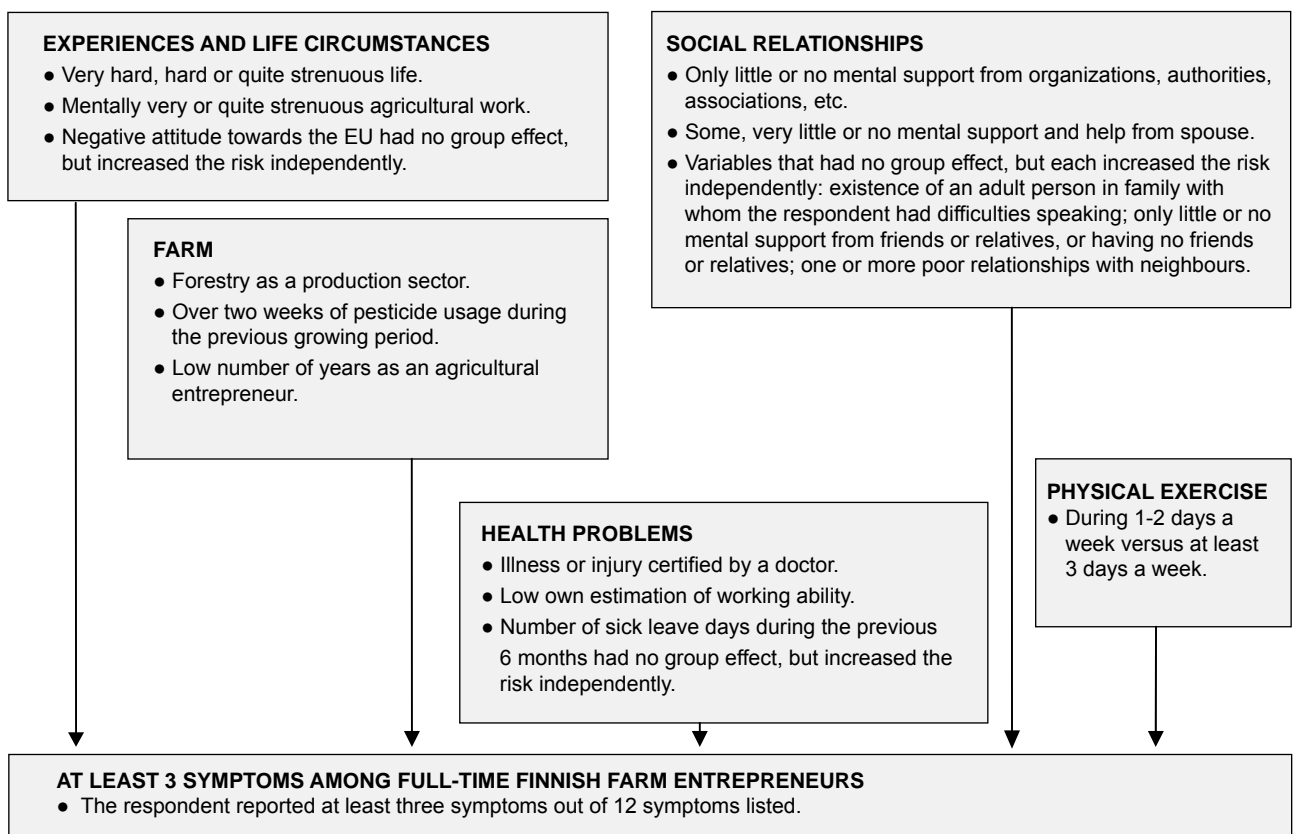 EXPERIENCES AND LIFE CIRCUMSTANCES
● Very hard, hard or quite strenuous life.
● Mentally very or quite strenuous agricultural work.
● Negative attitude towards the EU had no group effect,
but increased the risk independently.
SOCIAL RELATIONSHIPS
● Only little or no mental support from organizations, authorities,
associations, etc.
● Some, very little or no mental support and help from spouse.
● Variables that had no group effect, but each increased the risk
independently: existence of an adult person in family with
whom the respondent had difficulties speaking; only little or no
mental support from friends or relatives, or having no friends
or relatives; one or more poor relationships with neighbours.
FARM
● Forestry as a production sector.
● Over two weeks of pesticide usage during
the previous growing period.
● Low number of years as an agricultural
entrepreneur.
PHYSICAL EXERCISE
● During 1-2 days a
week versus at least
3 days a week.
HEALTH PROBLEMS
● Illness or injury certified by a doctor.
● Low own estimation of working ability.
● Number of sick leave days during the previous
6 months had no group effect, but increased the
risk independently.
AT LEAST 3 SYMPTOMS AMONG FULL-TIME FINNISH FARM ENTREPRENEURS
● The respondent reported at least three symptoms out of 12 symptoms listed.